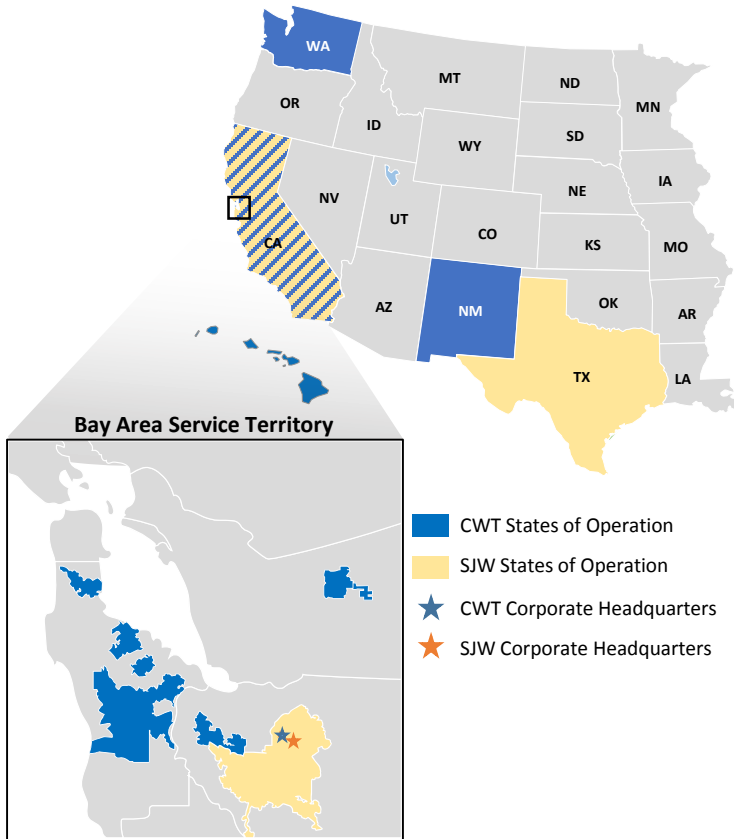 WA
MT
ND
MN
OR
ID
SD
WY
IA
NE
NV
UT
CO
CA
KS
MO
AZ
NM
OK
AR
TX
LA
Bay Area Service Territory
CWT States of Operation
SJW States of Operation
CWT Corporate Headquarters
SJW Corporate Headquarters